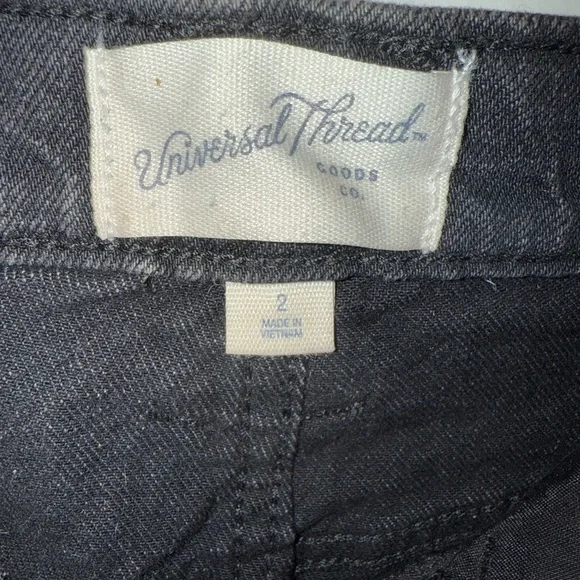 Universal Thread™
GOODS
CO.
2
MADE IN
VIETNAM